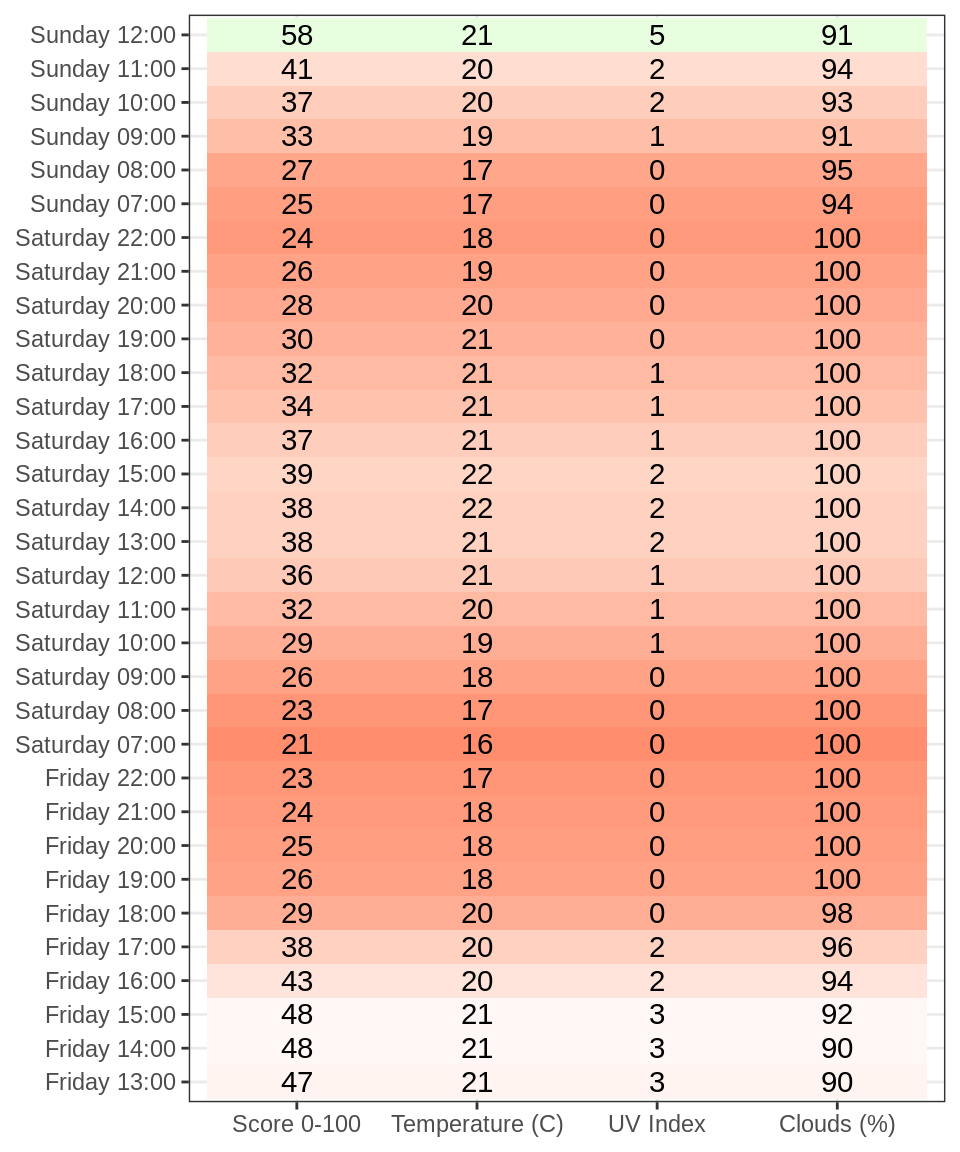 Sunday 12:00 58 21 5 91
Sunday 11:00 41 20 2 94
Sunday 10:00 37 20 2 93
Sunday 09:00 33 19 1 91
Sunday 08:00 27 17 0 95
Sunday 07:00 25 17 0 94
Saturday 22:00 24 18 0 100
Saturday 21:00 26 19 0 100
Saturday 20:00 28 20 0 100
Saturday 19:00 30 21 0 100
Saturday 18:00 32 21 1 100
Saturday 17:00 34 21 1 100
Saturday 16:00 37 21 1 100
Saturday 15:00 39 22 2 100
Saturday 14:00 38 22 2 100
Saturday 13:00 38 21 2 100
Saturday 12:00 36 21 1 100
Saturday 11:00 32 20 1 100
Saturday 10:00 29 19 1 100
Saturday 09:00 26 18 0 100
Saturday 08:00 23 17 0 100
Saturday 07:00 21 16 0 100
Friday 22:00 23 17 0 100
Friday 21:00 24 18 0 100
Friday 20:00 25 18 0 100
Friday 19:00 26 18 0 100
Friday 18:00 29 20 0 98
Friday 17:00 38 20 2 96
Friday 16:00 43 20 2 94
Friday 15:00 48 21 3 92
Friday 14:00 48 21 3 90
Friday 13:00 47 21 3 90
Score 0-100 Temperature (C) UV Index Clouds (%)